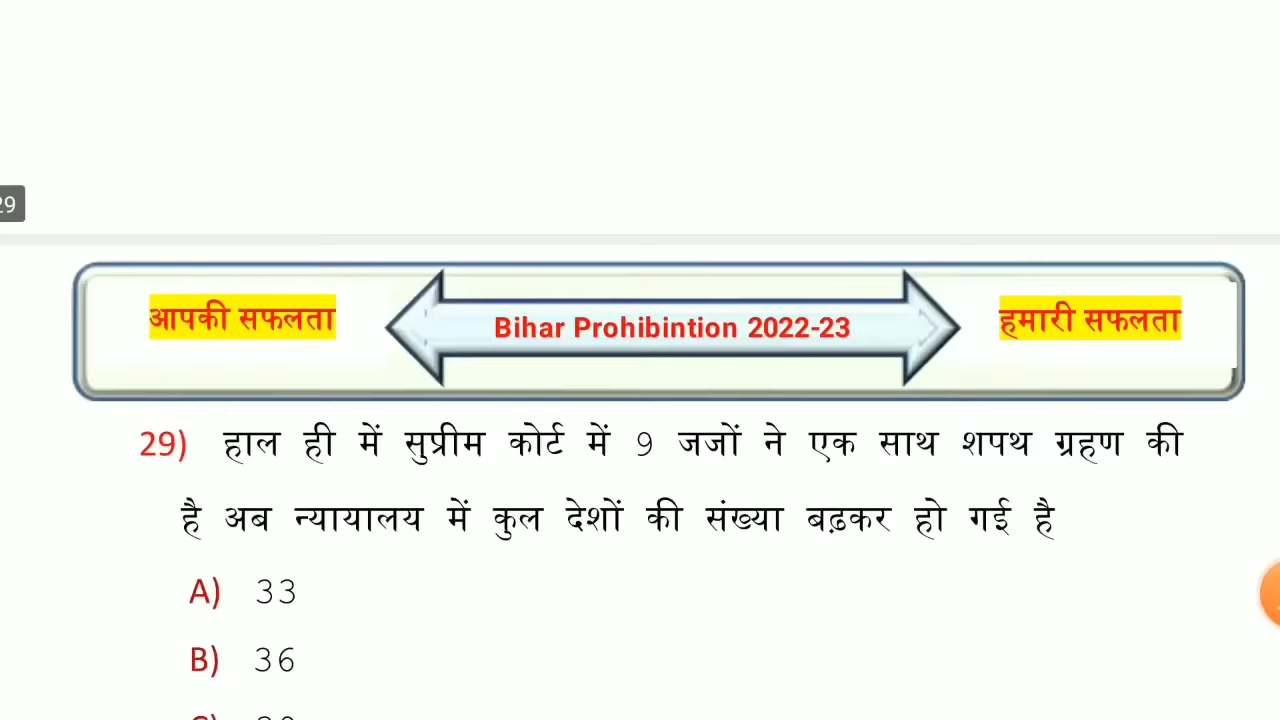 29
आपकी सफलता
Bihar Prohibintion 2022-23
हमारी सफलता
29) हाल ही में सुप्रीम कोर्ट में 9 जजों ने एक साथ शपथ ग्रहण की
है अब न्यायालय में कुल देशों की संख्या बढ़कर हो गई है
A) 33
B) 36